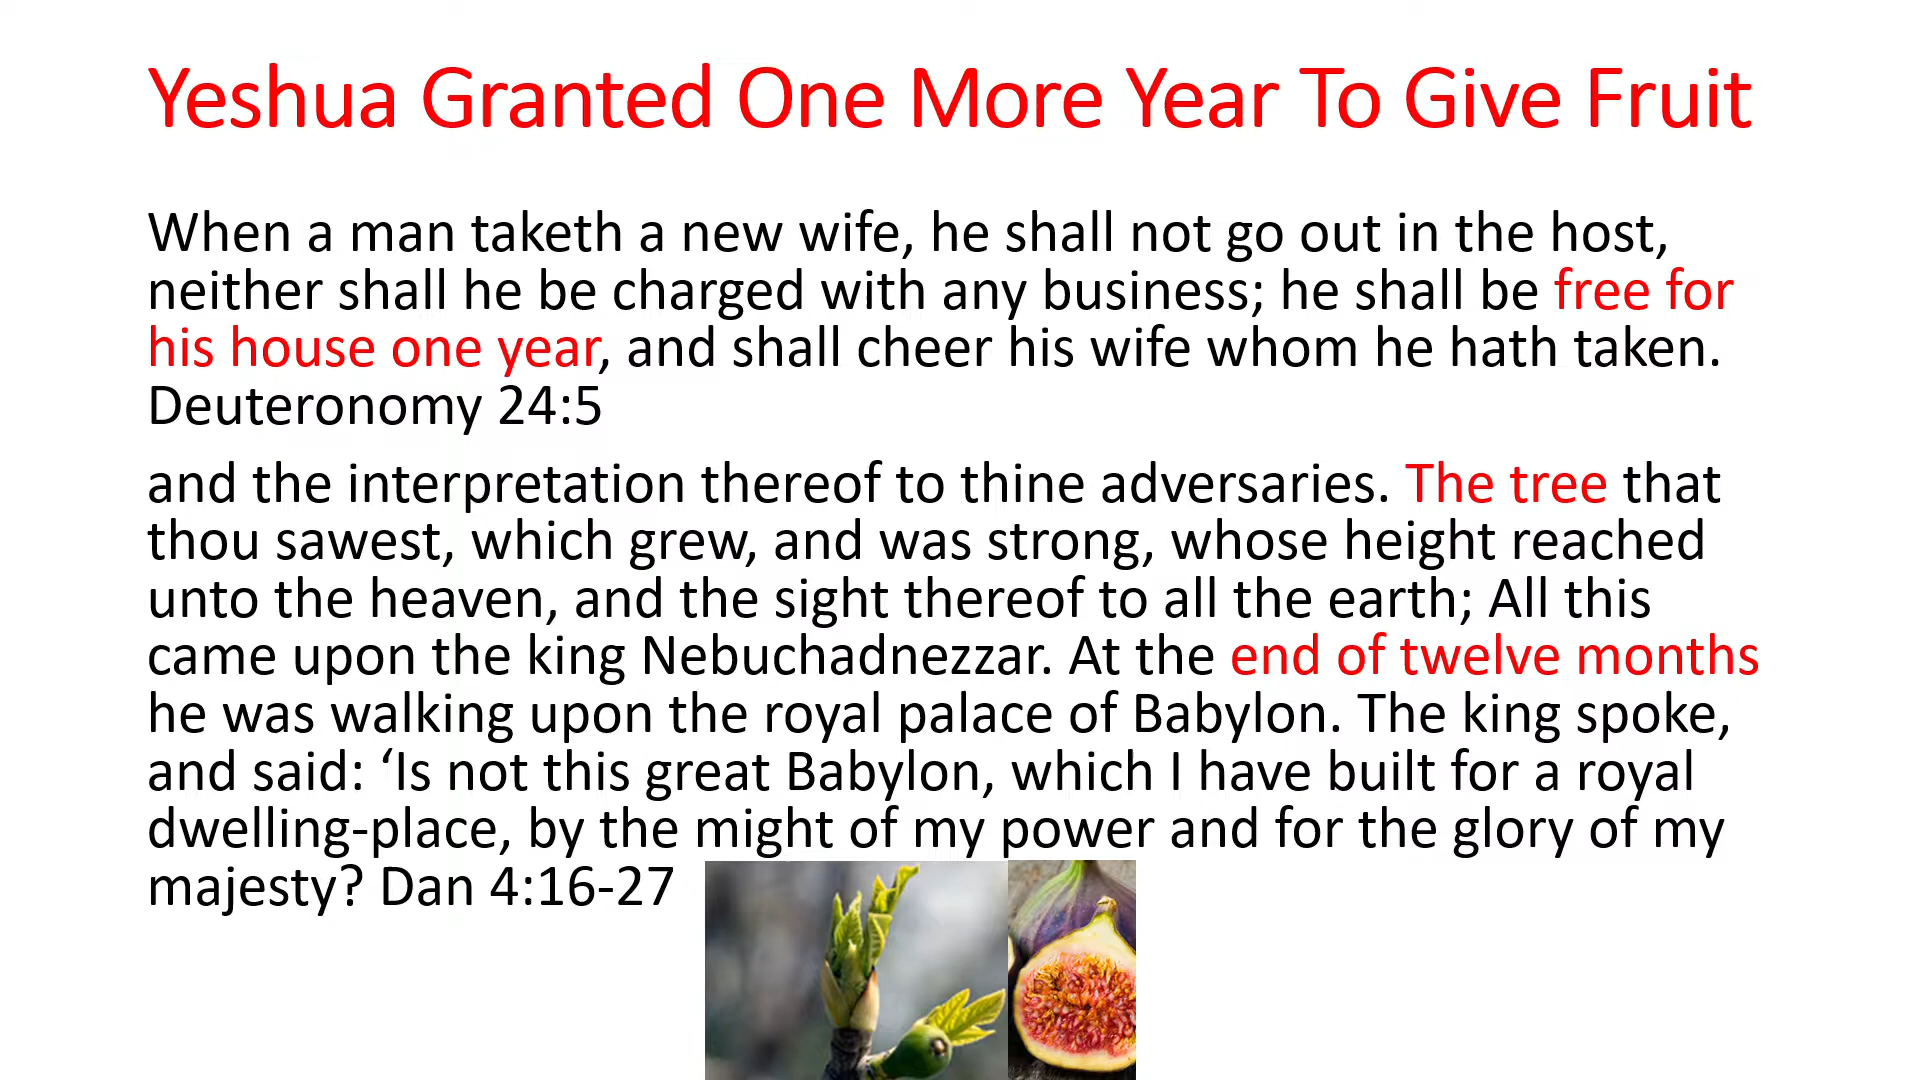 Yeshua Granted One More Year To Give Fruit
When a man taketh a new wife, he shall not go out in the host,
neither shall he be charged with any business; he shall be free for
his house one year, and shall cheer his wife whom he hath taken.
Deuteronomy 24:5
and the interpretation thereof to thine adversaries. The tree that
thou sawest, which grew, and was strong, whose height reached
unto the heaven, and the sight thereof to all the earth; All this
came upon the king Nebuchadnezzar. At the end of twelve months
he was walking upon the royal palace of Babylon. The king spoke,
and said: ‘Is not this great Babylon, which I have built for a royal
dwelling-place, by the might of my power and for the glory of my
majesty? Dan 4:16-27